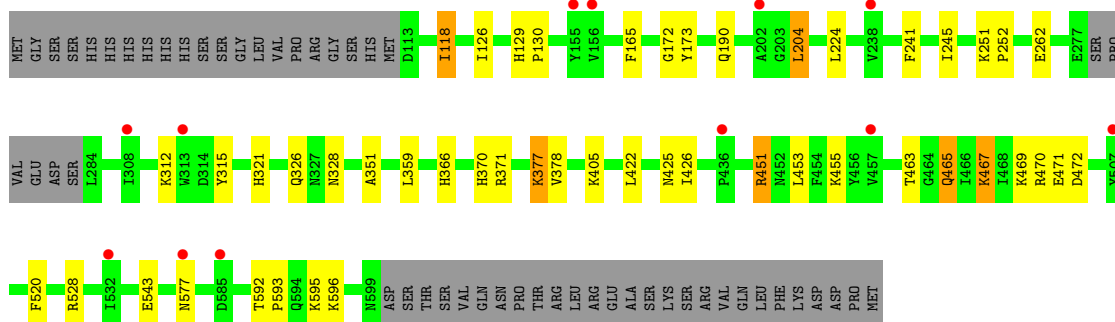 MET GLY SER SER HIS HIS HIS HIS HIS HIS SER SER GLY LEU VAL PRO ARG GLY SER HIS MET D113 I118 I126 H129 P130 Y155 V156 F165 G172 Y173 Q190 A202 G203 L204 L224 V238 F241 I245 K251 P252 E262 E277 SER PRO
VAL GLU ASP SER L284 I308 K312 W313 D314 Y315 H321 Q326 N327 N328 A351 L359 H366 H370 R371 K377 V378 K405 L422 N425 I426 P436 R451 N452 L453 F454 K455 Y456 V457 T463 G464 Q465 I466 K467 I468 K469 R470 E471 D472 Y507
F520 R528 I532 E543 N577 D585 T592 P593 Q594 K595 K596 N599 ASP SER THR SER VAL GLN ASN PRO THR ARG LEU ARG GLU ALA SER LYS SER ARG VAL GLN LEU PHE LYS ASP ASP PRO MET